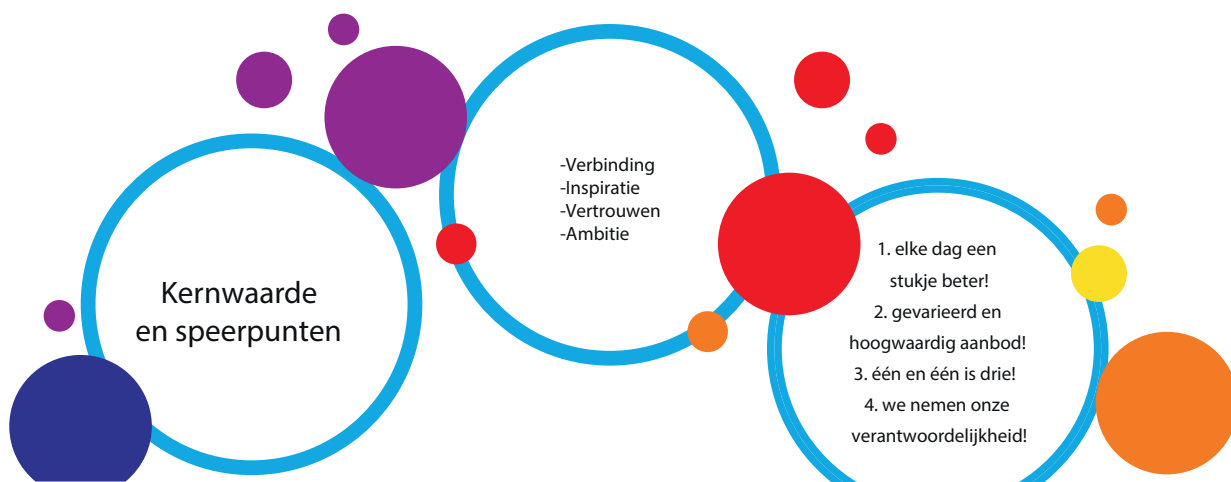 Kernwaarde
en speerpunten
-Verbinding
-Inspiratie
-Vertrouwen
-Ambitie
1. elke dag een
stukje beter!
2. gevarieerd en
hoogwaardig aanbod!
3. één en één is drie!
4. we nemen onze
verantwoordelijkheid!